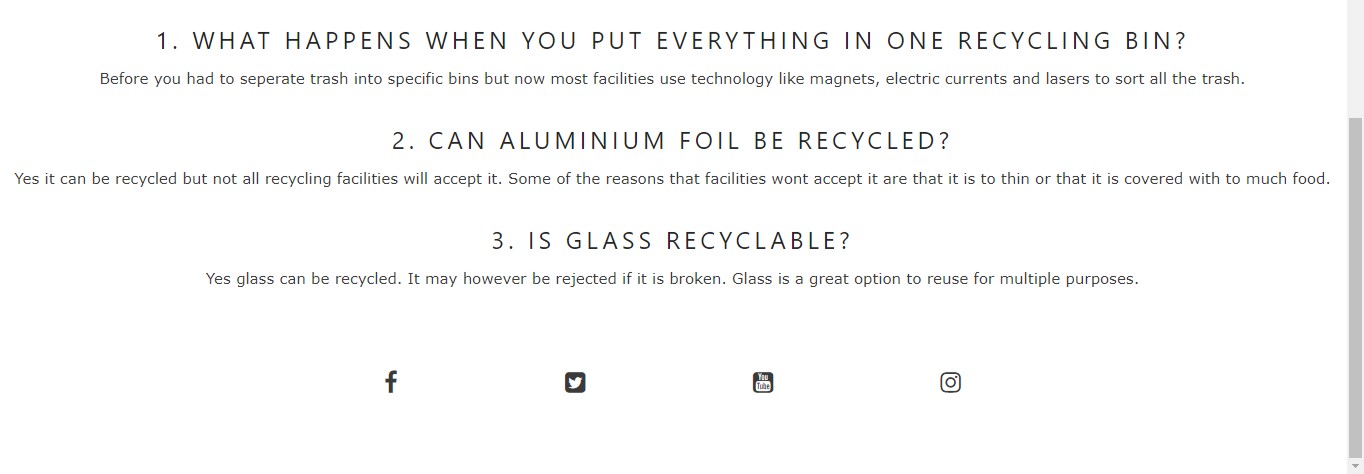 1. WHAT HAPPENS WHEN YOU PUT EVERYTHING IN ONE RECYCLING BIN?
Before you had to seperate trash into specific bins but now most facilities use technology like magnets, electric currents and lasers to sort all the trash.
2. CAN ALUMINIUM FOIL BE RECYCLED?
Yes it can be recycled but not all recycling facilities will accept it. Some of the reasons that facilities wont accept it are that it is to thin or that it is covered with to much food.
3. IS GLASS RECYCLABLE?
Yes glass can be recycled. It may however be rejected if it is broken. Glass is a great option to reuse for multiple purposes.
You
Tube